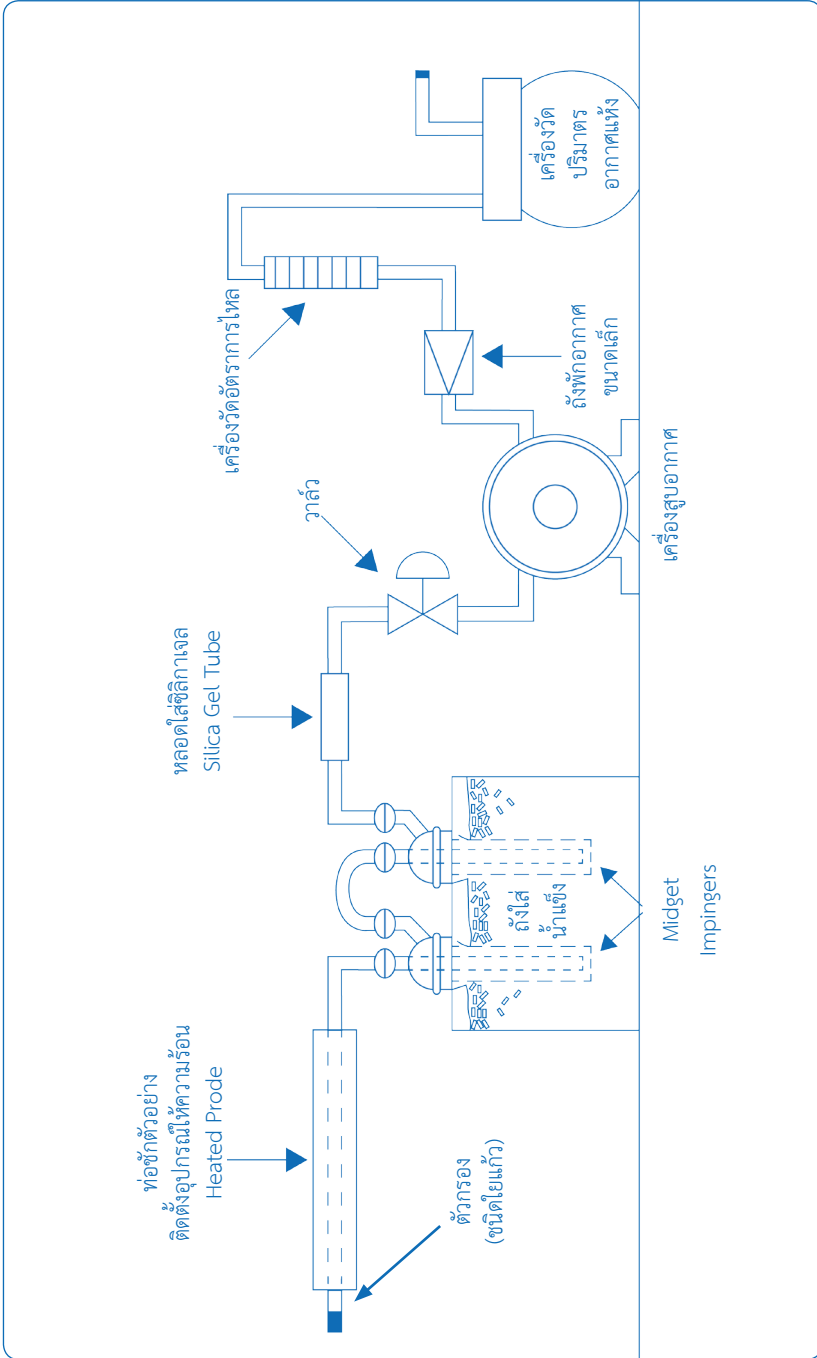 ท่อชักตัวอย่าง
ติดตั้งอุปกรณ์ให้ความร้อน
Heated Prode
ตัวกรอง
(ชนิดใยแก้ว)
หลอดใส่ซิลิกาเจล
Silica Gel Tube
ถังใส่
น้ำแข็ง
Midget
Impingers
วาล์ว
เครื่องสูบอากาศ
เครื่องวัดอัตราการไหล
ถังพักอากาศ
ขนาดเล็ก
เครื่องวัด
ปริมาตร
อากาศแห้ง